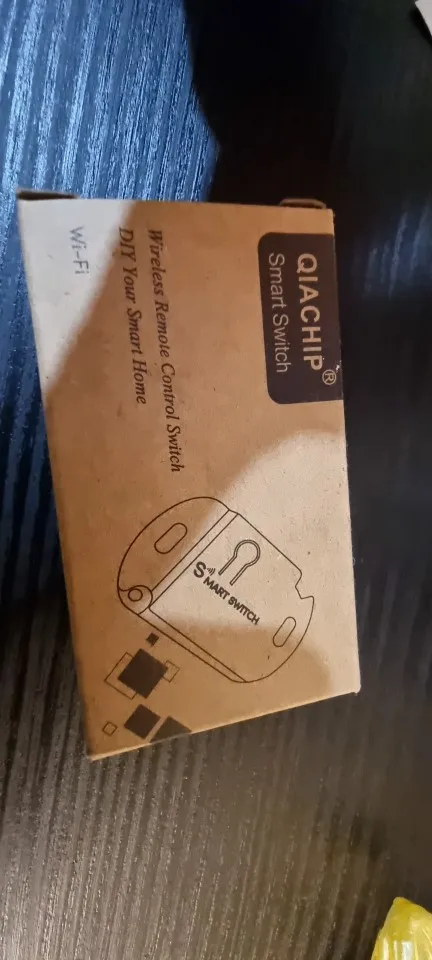 QIACHIP®
Smart Switch
Wireless Remote Control Switch
DIY Your Smart Home
Wi-Fi
SMART SWITCH